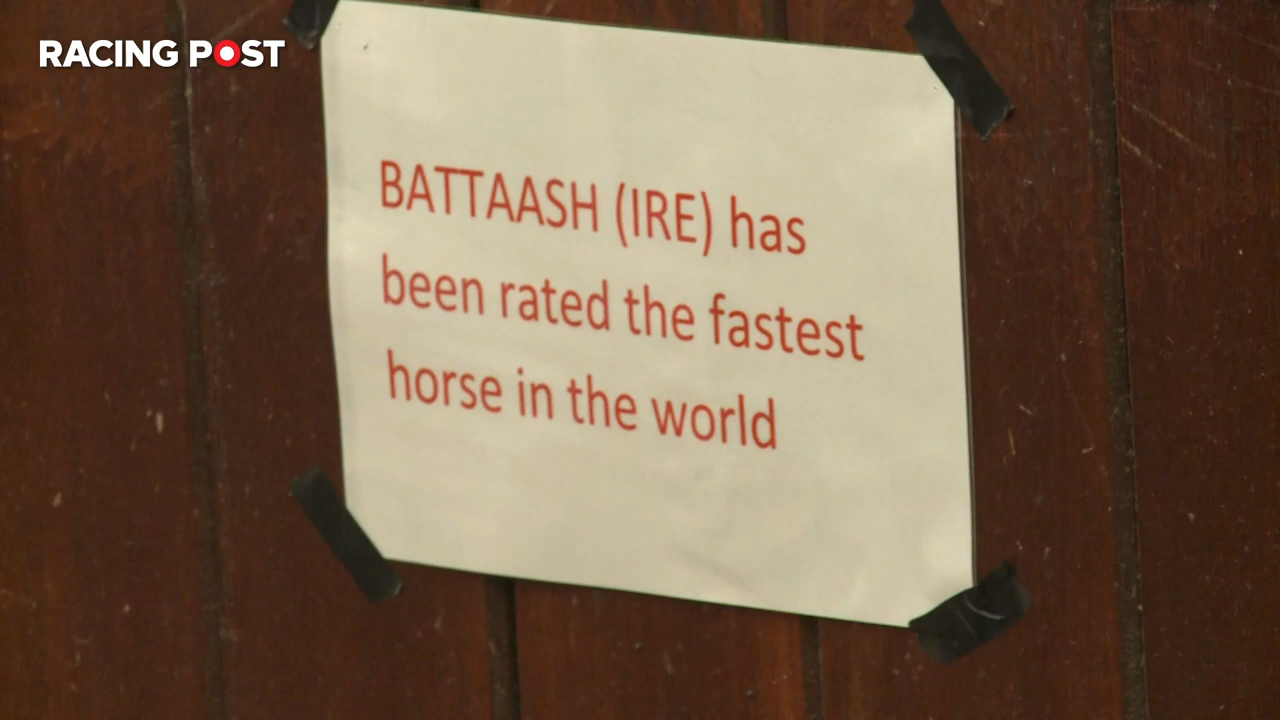 RACING POST
BATTAASH (IRE) has
been rated the fastest
horse in the world